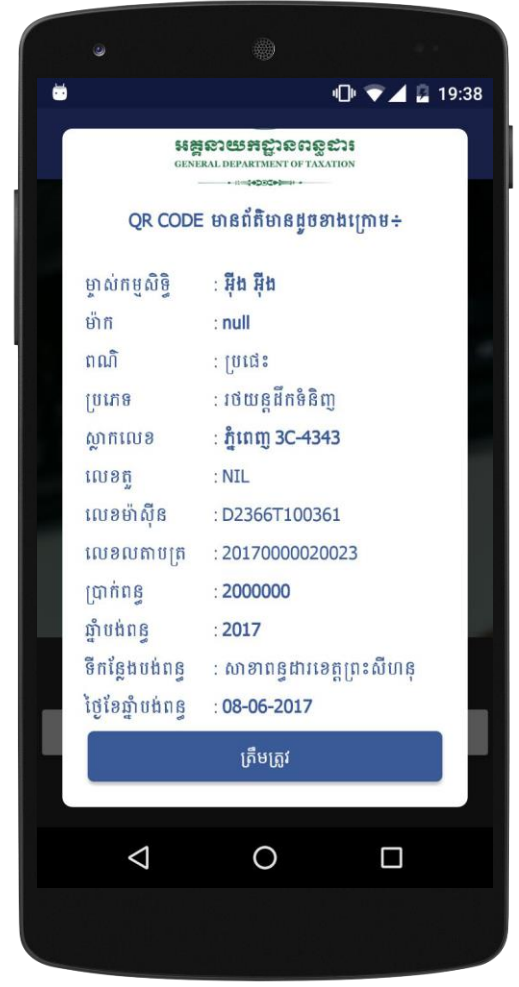 19:38
អគ្គនាយកដ្ឋានពន្ធដារ
GENERAL DEPARTMENT OF TAXATION
QR CODE មានព័ត៌មានដូចខាងក្រោម÷
ម្ចាស់កម្មសិទ្ធិ : អ៊ីង អ៊ីង
ម៉ាក : null
ពណ៌ : ប្រផេះ
ប្រភេទ : រថយន្តដឹកទំនិញ
ស្លាកលេខ : ភ្នំពេញ 3C-4343
លេខតួ : NIL
លេខម៉ាស៊ីន : D2366T100361
លេខលតាបត្រ : 20170000020023
ប្រាក់ពន្ធ : 2000000
ឆ្នាំបង់ពន្ធ : 2017
ទីកន្លែងបង់ពន្ធ : សាខាពន្ធដារខេត្តព្រះសីហនុ
ថ្ងៃខែឆ្នាំបង់ពន្ធ : 08-06-2017
ត្រឹមត្រូវ